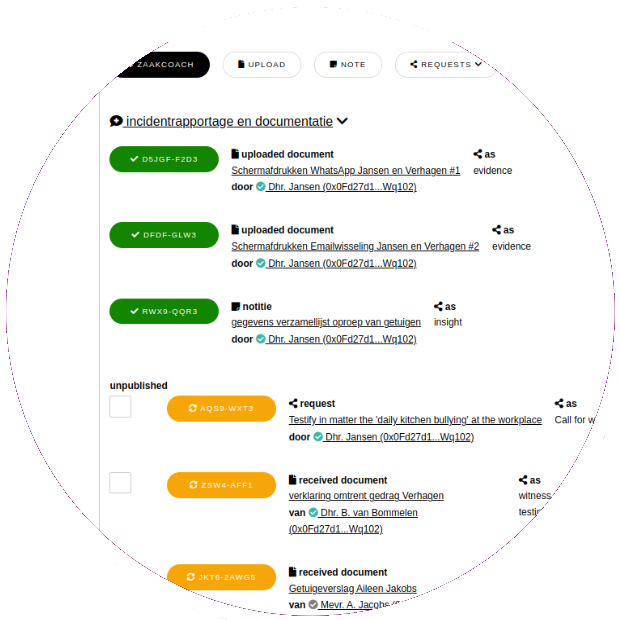 ZAAKCOACH UPLOAD NOTE REQUESTS
incidentrapportage en documentatie
D5JGF-F2D3 uploaded document as
Schermafdrukken WhatsApp Jansen en Verhagen #1 evidence
door Dhr. Jansen (0x0Fd27d1...Wq102)
DFDF-GLW3 uploaded document as
Schermafdrukken Emailwisseling Jansen en Verhagen #2 evidence
door Dhr. Jansen (0x0Fd27d1...Wq102)
RWX9-QQR3 notitie as
gegevens verzamellijst oproep van getuigen insight
door Dhr. Jansen (0x0Fd27d1...Wq102)
unpublished
AQS9-WXT3 request as
Testify in matter the 'daily kitchen bullying' at the workplace Call for
door Dhr. Jansen (0x0Fd27d1...Wq102)
ZSW4-AFF1 received document as
verklaring omtrent gedrag Verhagen witness
van Dhr. B. van Bommelen
(0x0Fd27d1...Wq102)
JKT6-2AWG5 received document
Getuigeverslag Aileen Jakobs
van Mevr. A. Jacobs